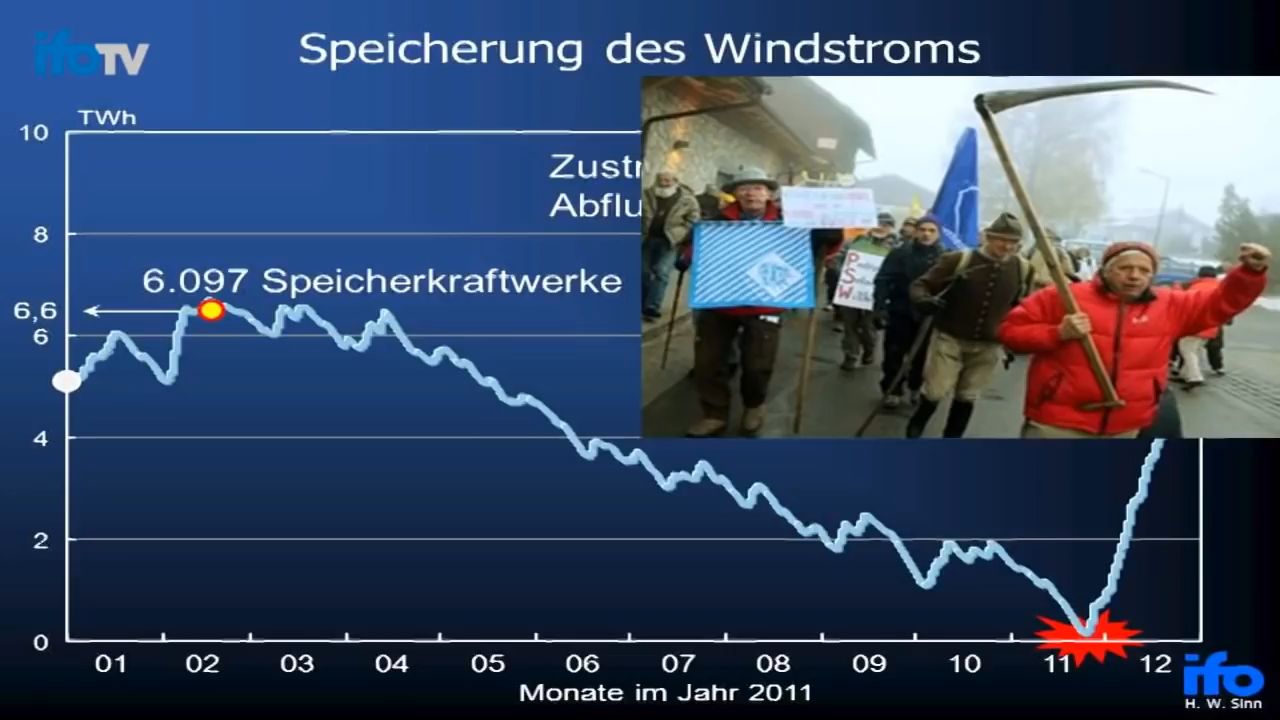 ifoTV
Speicherung des Windstroms
TWh
10
Zustr
Abflu
8
6.097 Speicherkraftwerke
6,6
6
P
S
W
4
2
0
01 02 03 04 05 06 07 08 09 10 11 12
Monate im Jahr 2011
ifo
H. W. Sinn